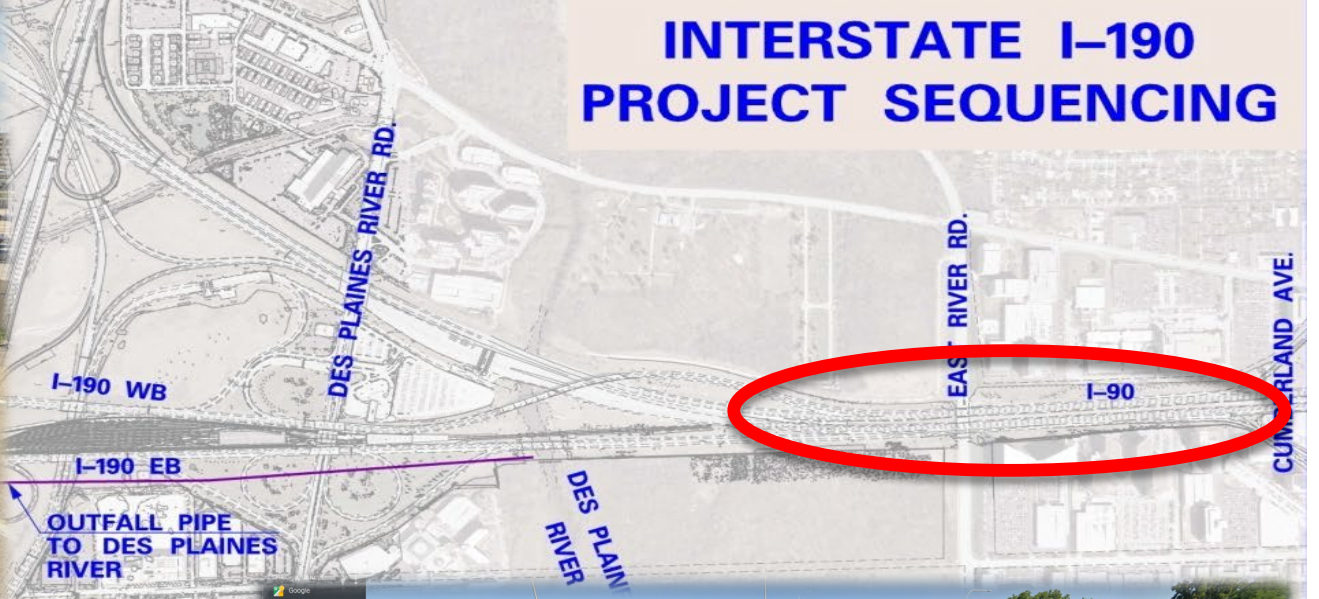 INTERSTATE I–190
PROJECT SEQUENCING
DES PLAINES RIVER RD.
EAST RIVER RD.
CUMBERLAND AVE.
I–190 WB
I–90
I–190 EB
OUTFALL PIPE
TO DES PLAINES
RIVER
DES PLAIN
RIVER
Google